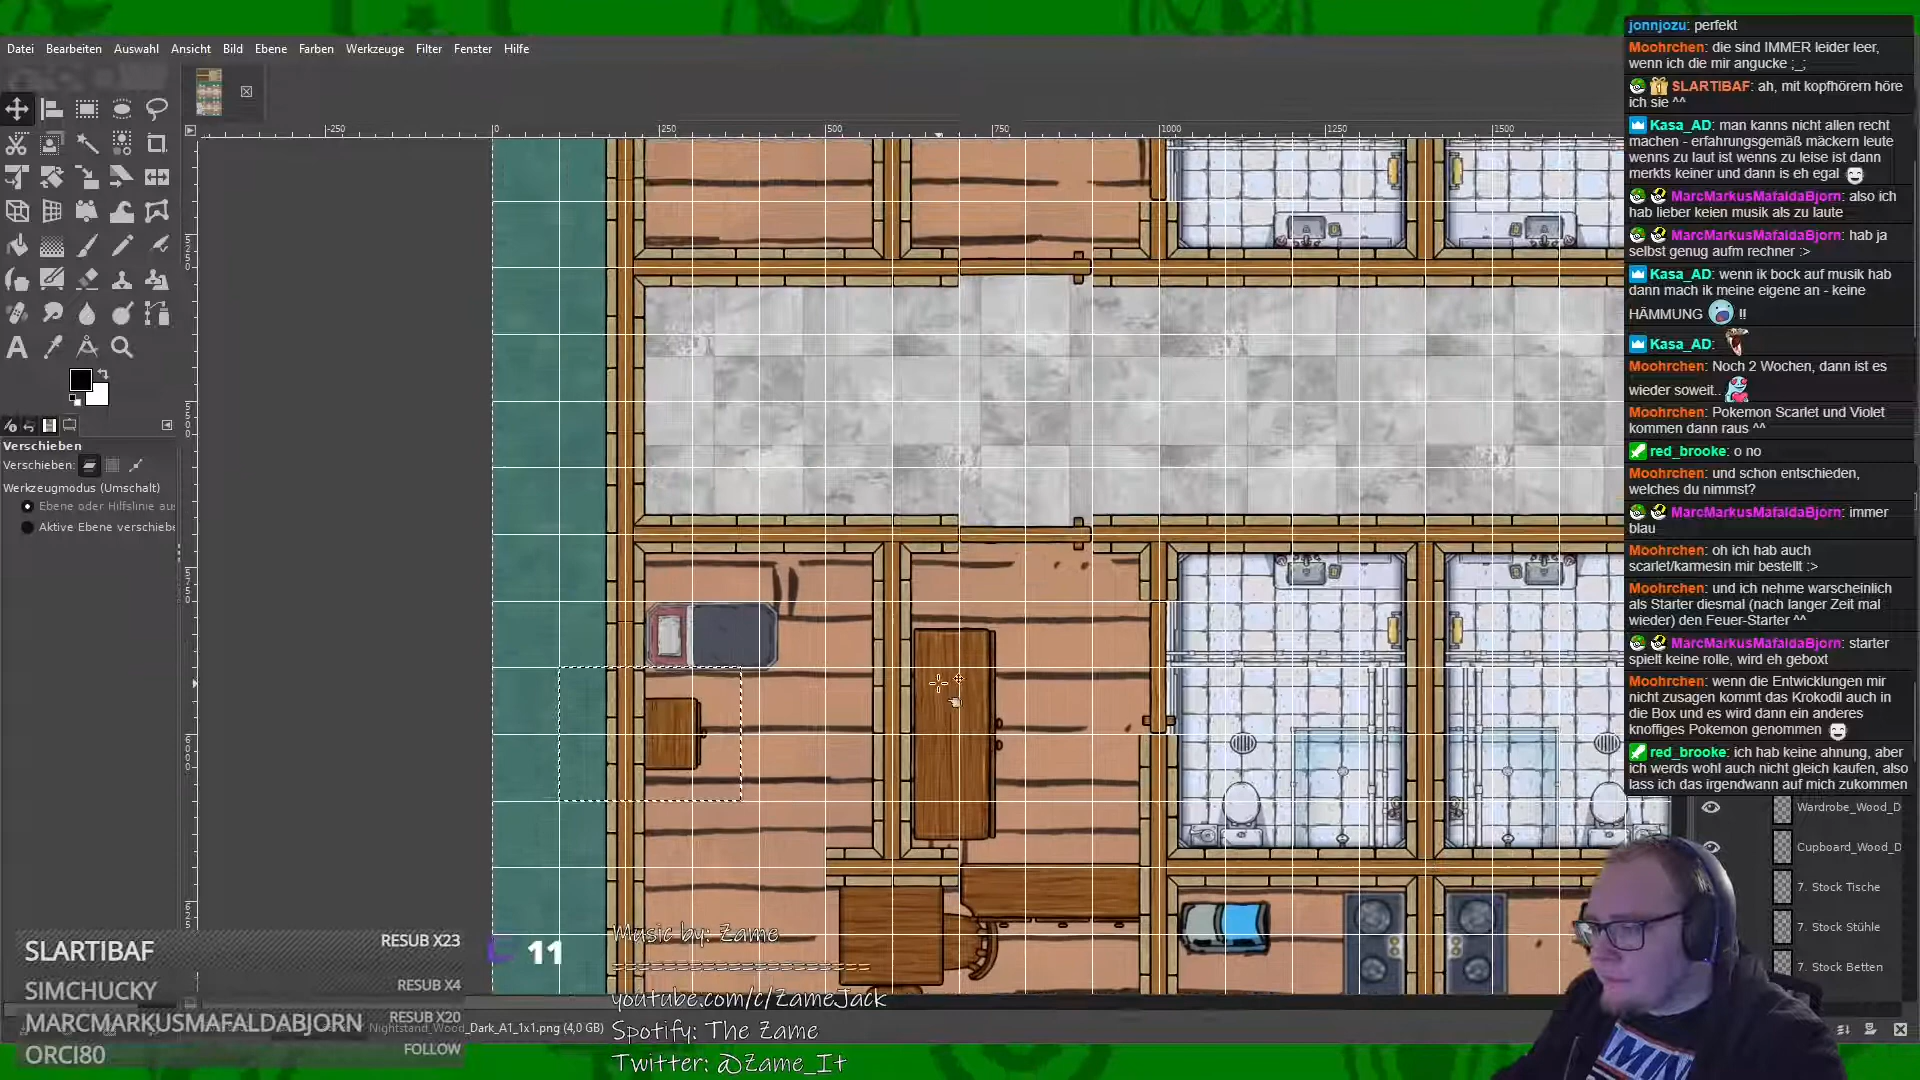 Datei Bearbeiten Auswahl Ansicht Bild Ebene Farben Werkzeuge Filter Fenster Hilfe
-250 0 250 500 750 1000 1250 1500
Verschieben
Verschieben:
Werkzeugmodus (Umschalt)
Ebene oder Hilfslinie aus
Aktive Ebene verschiebe
jonnjozu: perfekt
Moohrchen: die sind IMMER leider leer,
wenn ich die mir angucke ;_;
SLARTIBAF: ah, mit kopfhörern höre
ich sie ^^
Kasa_AD: man kanns nicht allen recht
machen - erfahrungsgemäß mäckern leute
wenns zu laut ist wenns zu leise ist dann
merkts keiner und dann is eh egal
MarcMarkusMafaldaBjorn: also ich
hab lieber keien musik als zu laute
MarcMarkusMafaldaBjorn: hab ja
selbst genug aufm rechner :>
Kasa_AD: wenn ik bock auf musik hab
dann mach ik meine eigene an - keine
HÄMMUNG !!
Kasa_AD:
Moohrchen: Noch 2 Wochen, dann ist es
wieder soweit..
Moohrchen: Pokemon Scarlet und Violet
kommen dann raus ^^
red_brooke: o no
Moohrchen: und schon entschieden,
welches du nimmst?
MarcMarkusMafaldaBjorn: immer
blau
Moohrchen: oh ich hab auch
scarlet/karmesin mir bestellt :>
Moohrchen: und ich nehme warscheinlich
als Starter diesmal (nach langer Zeit mal
wieder) den Feuer-Starter ^^
MarcMarkusMafaldaBjorn: starter
spielt keine rolle, wird eh geboxt
Moohrchen: wenn die Entwicklungen mir
nicht zusagen kommt das Krokodil auch in
die Box und es wird dann ein anderes
knoffiges Pokemon genommen
red_brooke: ich hab keine ahnung, aber
ich werds wohl auch nicht gleich kaufen, also
lass ich das irgendwann auf mich zukommen
Wardrobe_Wood_D
Cupboard_Wood_D
7. Stock Tische
7. Stock Stühle
7. Stock Betten
SLARTIBAF RESUB X23
SIMCHUCKY RESUB X4
MARCMARKUSMAFALDABJORN RESUB X20
ORCI80 FOLLOW
11
Nightstand_Wood_Dark_A1_1x1.png (4,0 GB)
Music by: Zame
======================
youtube.com/c/ZameJack
Spotify: The Zame
Twitter: @Zame_It